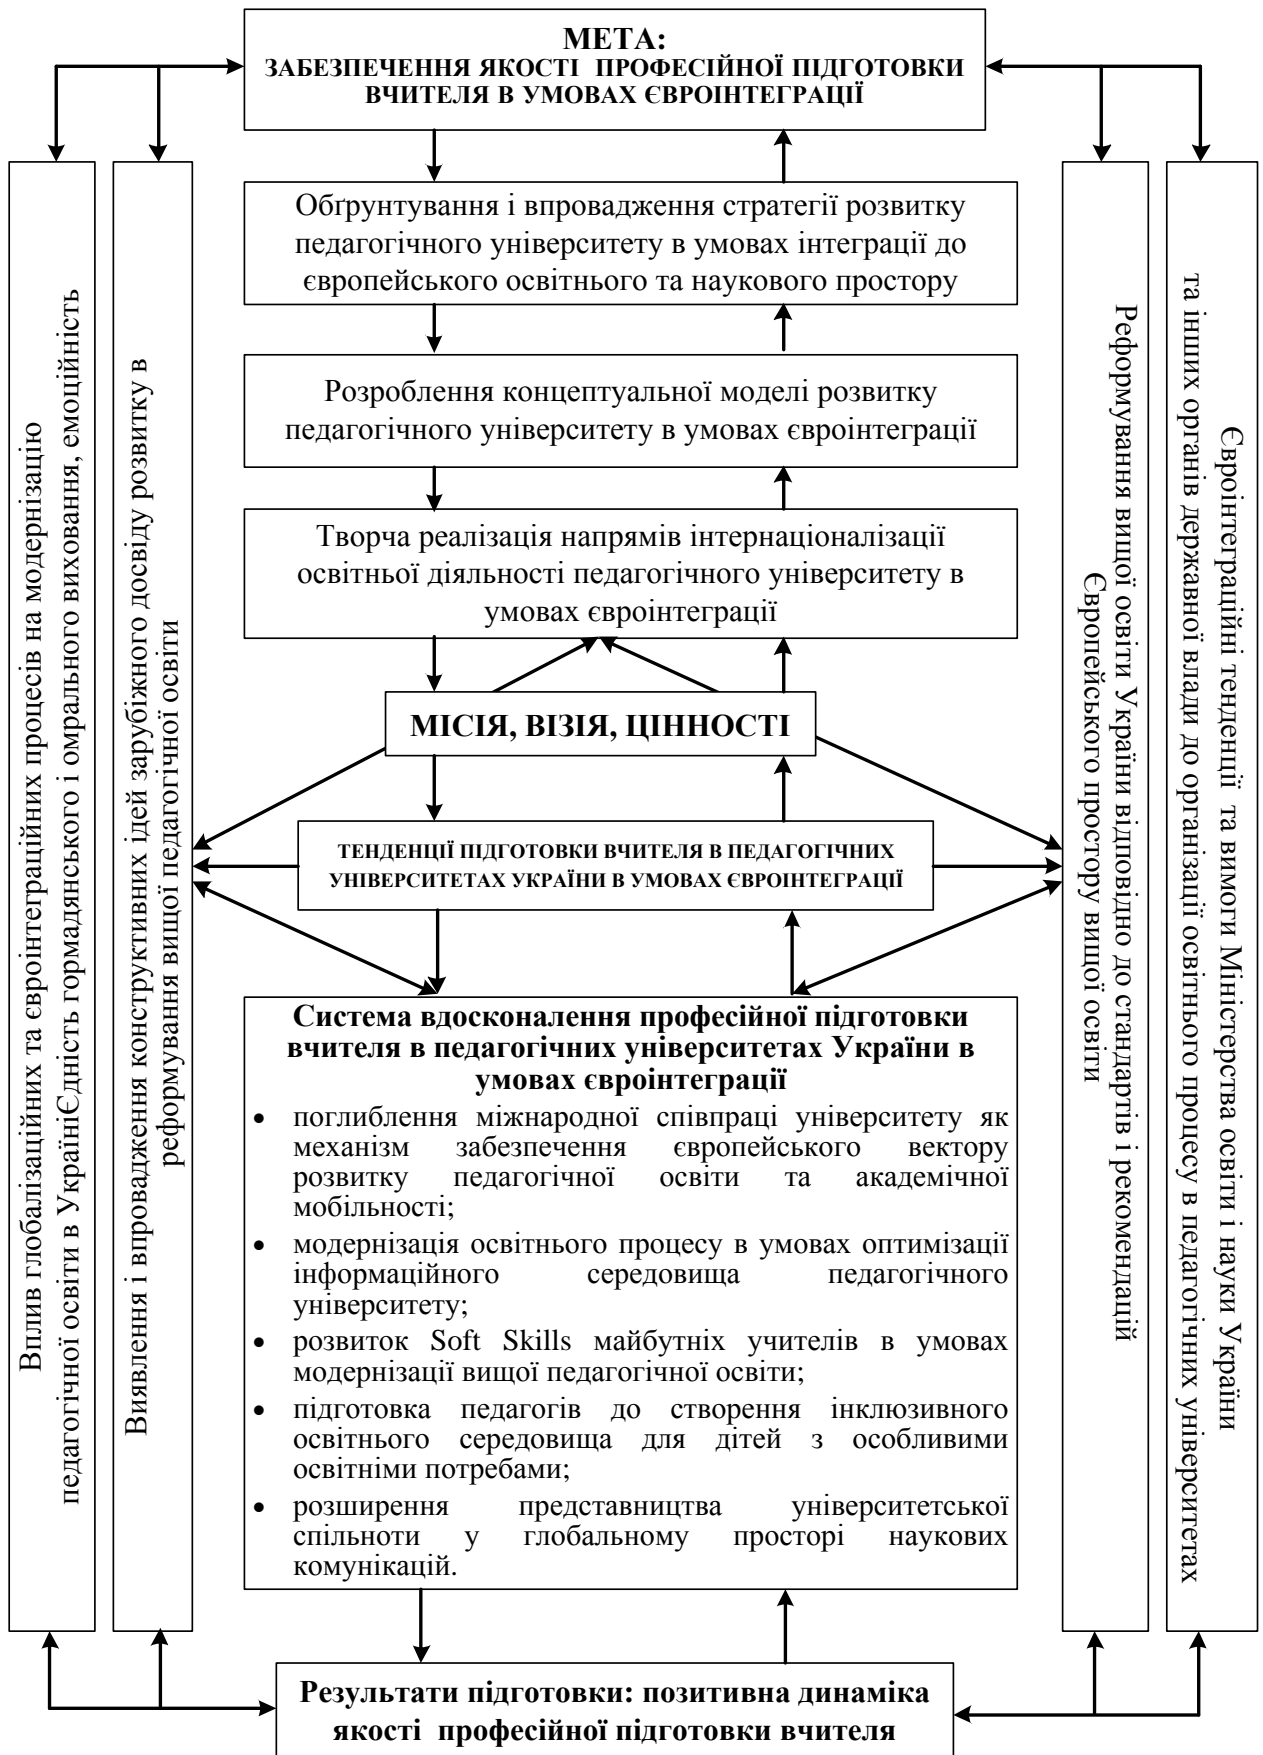 МЕТА:
ЗАБЕЗПЕЧЕННЯ ЯКОСТІ ПРОФЕСІЙНОЇ ПІДГОТОВКИ
ВЧИТЕЛЯ В УМОВАХ ЄВРОІНТЕГРАЦІЇ
Обґрунтування і впровадження стратегії розвитку
педагогічного університету в умовах інтеграції до
європейського освітнього та наукового простору
Розроблення концептуальної моделі розвитку
педагогічного університету в умовах євроінтеграції
Творча реалізація напрямів інтернаціоналізації
освітньої діяльності педагогічного університету в
умовах євроінтеграції
МІСІЯ, ВІЗІЯ, ЦІННОСТІ
ТЕНДЕНЦІЇ ПІДГОТОВКИ ВЧИТЕЛЯ В ПЕДАГОГІЧНИХ
УНІВЕРСИТЕТАХ УКРАЇНИ В УМОВАХ ЄВРОІНТЕГРАЦІЇ
Система вдосконалення професійної підготовки
вчителя в педагогічних університетах України в
умовах євроінтеграції
• поглиблення міжнародної співпраці університету як
механізм забезпечення європейського вектору
розвитку педагогічної освіти та академічної
мобільності;
• модернізація освітнього процесу в умовах оптимізації
інформаційного середовища педагогічного
університету;
• розвиток Soft Skills майбутніх учителів в умовах
модернізації вищої педагогічної освіти;
• підготовка педагогів до створення інклюзивного
освітнього середовища для дітей з особливими
освітніми потребами;
• розширення представництва університетської
спільноти у глобальному просторі наукових
комунікацій.
Результати підготовки: позитивна динаміка
якості професійної підготовки вчителя
Вплив глобалізаційних та євроінтеграційних процесів на модернізацію
педагогічної освіти в УкраїніЄдність гормадянського і омрального виховання, емоційність
Виявлення і впровадження конструктивних ідей зарубіжного досвіду розвитку в
реформування вищої педагогічної освіти
Реформування вищої освіти України відповідно до стандартів і рекомендацій
Європейського простору вищої освіти
Євроінтеграційні тенденції та вимоги Міністерства освіти і науки України
та інших органів державної влади до організації освітнього процесу в педагогічних університетах